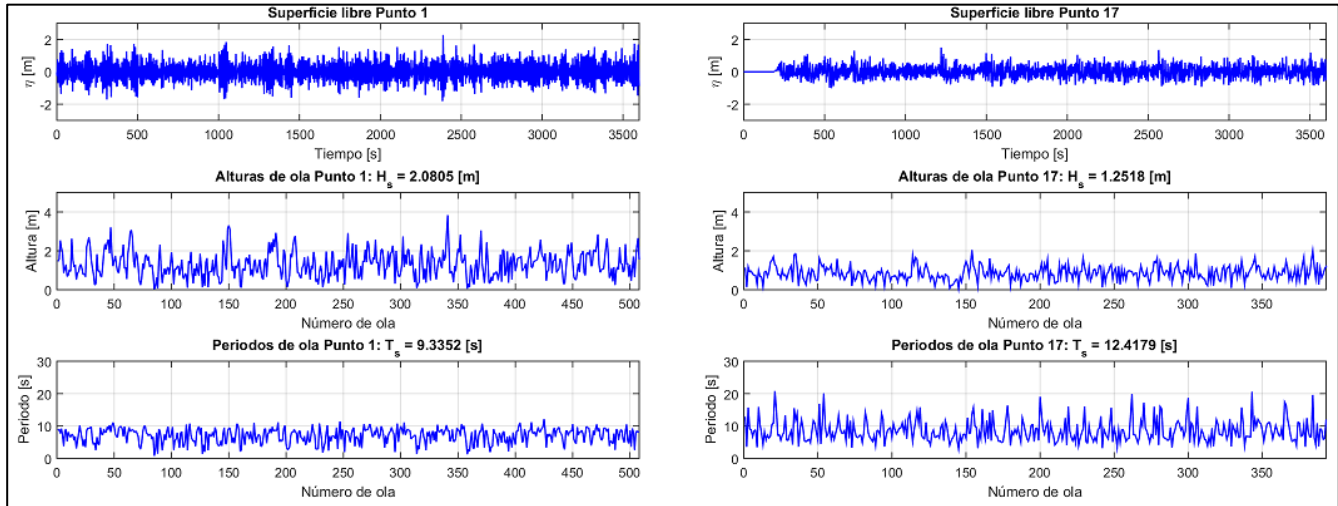 Superficie libre Punto 1
η [m]
2
0
-2
0 500 1000 1500 2000 2500 3000 3500
Tiempo [s]
Alturas de ola Punto 1: H_s = 2.0805 [m]
Altura [m]
4
2
0
0 50 100 150 200 250 300 350 400 450 500
Número de ola
Periodos de ola Punto 1: T_s = 9.3352 [s]
Periodo [s]
30
20
10
0
0 50 100 150 200 250 300 350 400 450 500
Número de ola
Superficie libre Punto 17
η [m]
2
0
-2
0 500 1000 1500 2000 2500 3000 3500
Tiempo [s]
Alturas de ola Punto 17: H_s = 1.2518 [m]
Altura [m]
4
2
0
0 50 100 150 200 250 300 350
Número de ola
Periodos de ola Punto 17: T_s = 12.4179 [s]
Periodo [s]
30
20
10
0
0 50 100 150 200 250 300 350
Número de ola